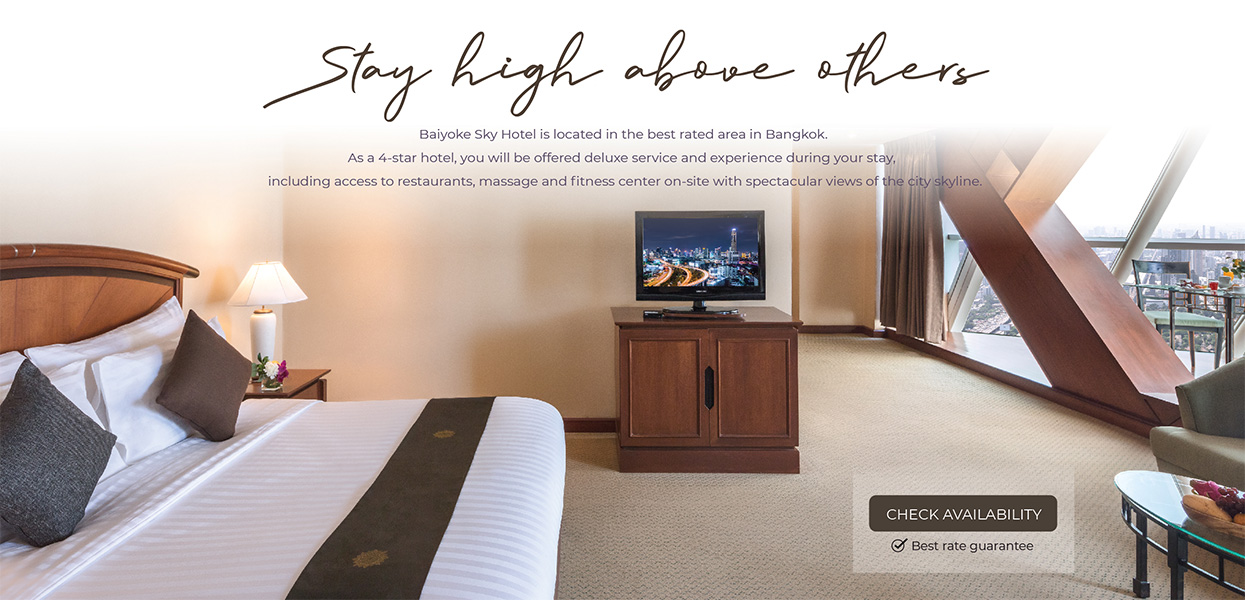 Stay high above others
Baiyoke Sky Hotel is located in the best rated area in Bangkok.
As a 4-star hotel, you will be offered deluxe service and experience during your stay,
including access to restaurants, massage and fitness center on-site with spectacular views of the city skyline.
CHECK AVAILABILITY
Best rate guarantee